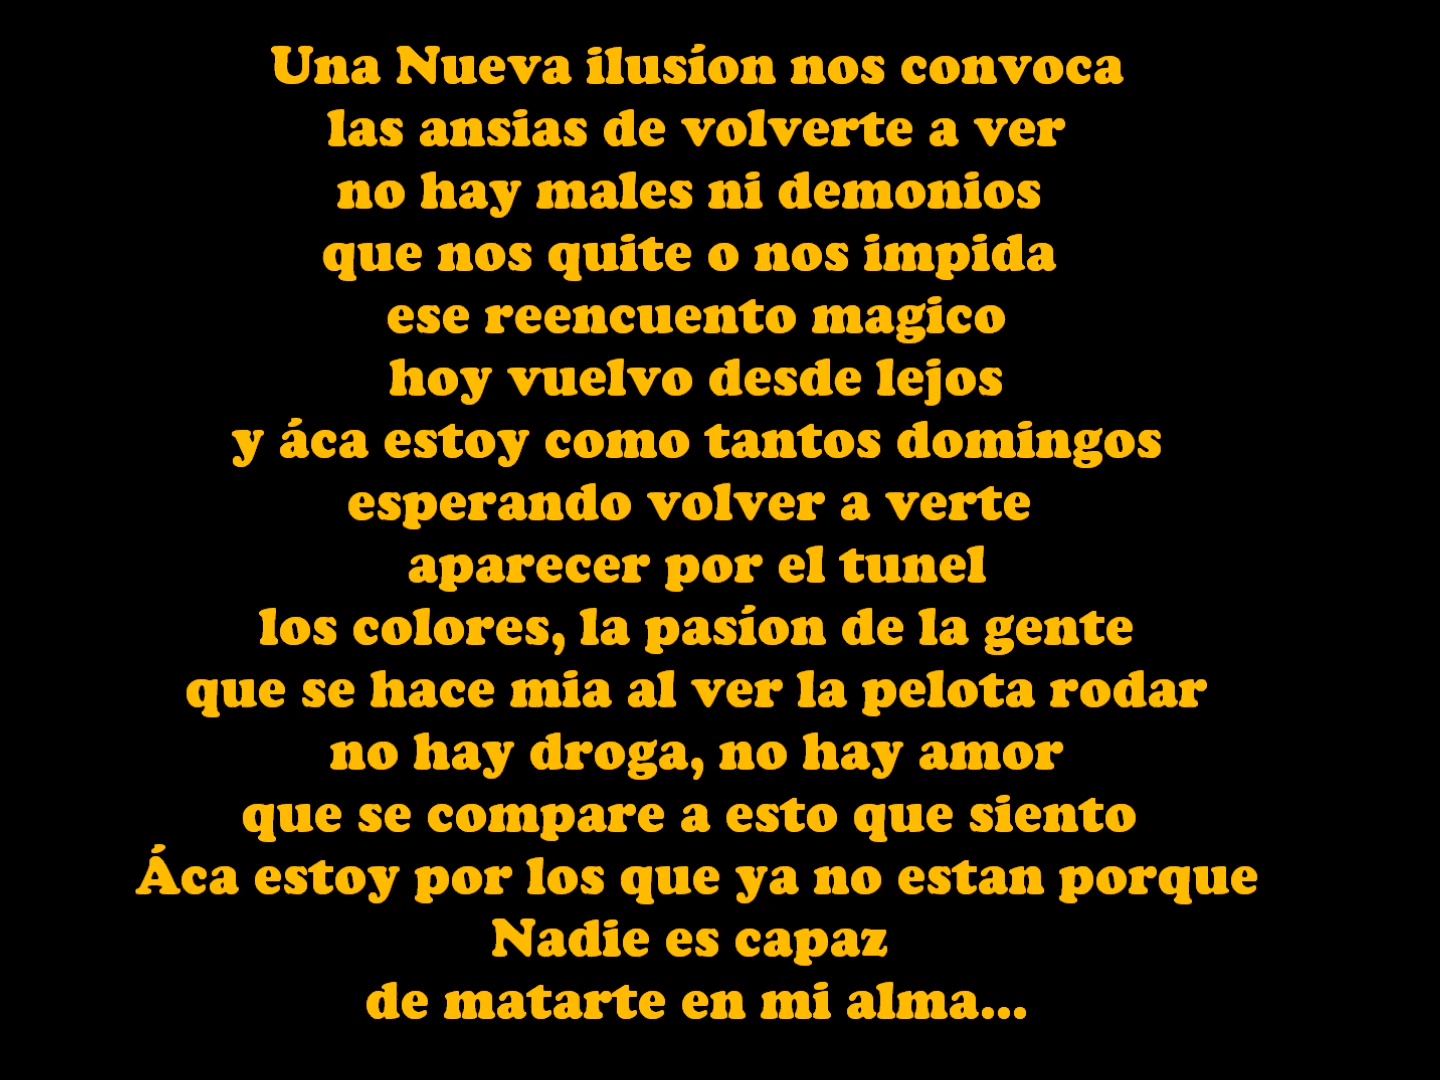 Una Nueva ilusíon nos convoca
las ansias de volverte a ver
no hay males ni demonios
que nos quite o nos impida
ese reencuento magico
hoy vuelvo desde lejos
y áca estoy como tantos domingos
esperando volver a verte
aparecer por el tunel
los colores, la pasíon de la gente
que se hace mia al ver la pelota rodar
no hay droga, no hay amor
que se compare a esto que siento
Áca estoy por los que ya no estan porque
Nadie es capaz
de matarte en mi alma...